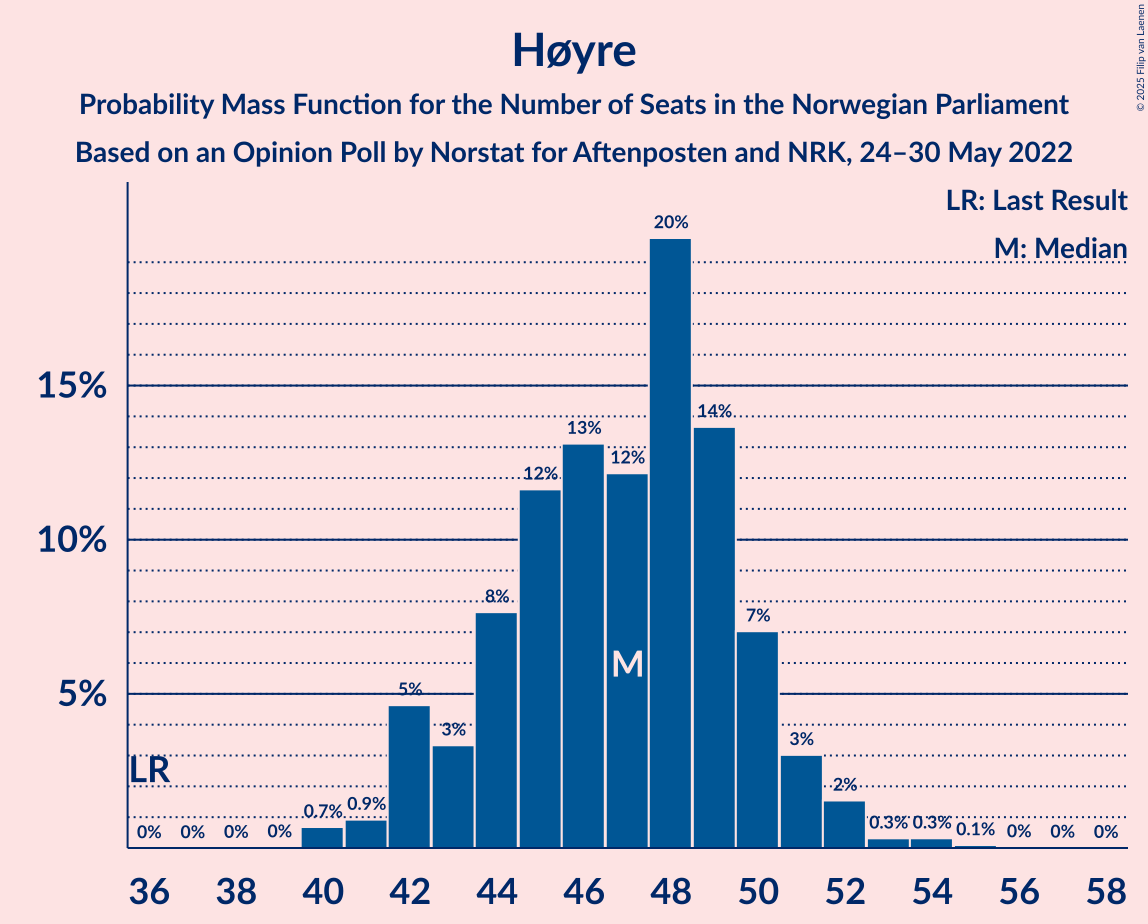 Høyre
Probability Mass Function for the Number of Seats in the Norwegian Parliament
Based on an Opinion Poll by Norstat for Aftenposten and NRK, 24–30 May 2022
© 2025 Filip van Laenen
LR: Last Result
M: Median
20%
15%
14%
13%
12%
12%
10%
8%
7%
M
5%
5%
3%
3%
LR
2%
0% 0% 0% 0% 0.7% 0.9% 0.3% 0.3% 0.1% 0% 0% 0%
36 38 40 42 44 46 48 50 52 54 56 58